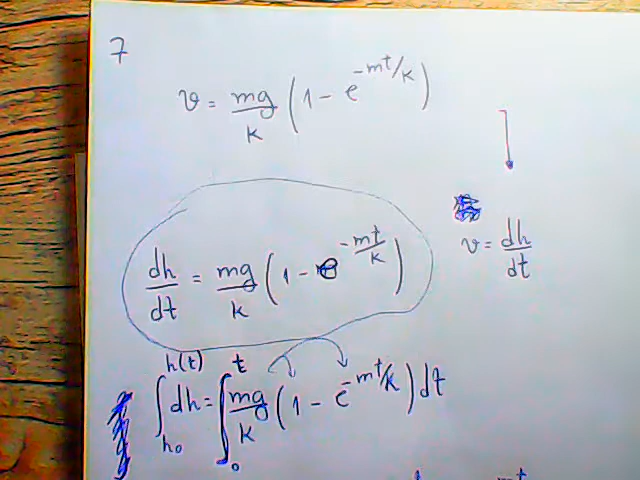 7
v = mg/k (1 - e^(-mt/k))
v = dh/dt
dh/dt = mg/k (1 - e^(-mt/k))
∫_{h0}^{h(t)} dh = ∫_0^t mg/k (1 - e^(-mt/k)) dt